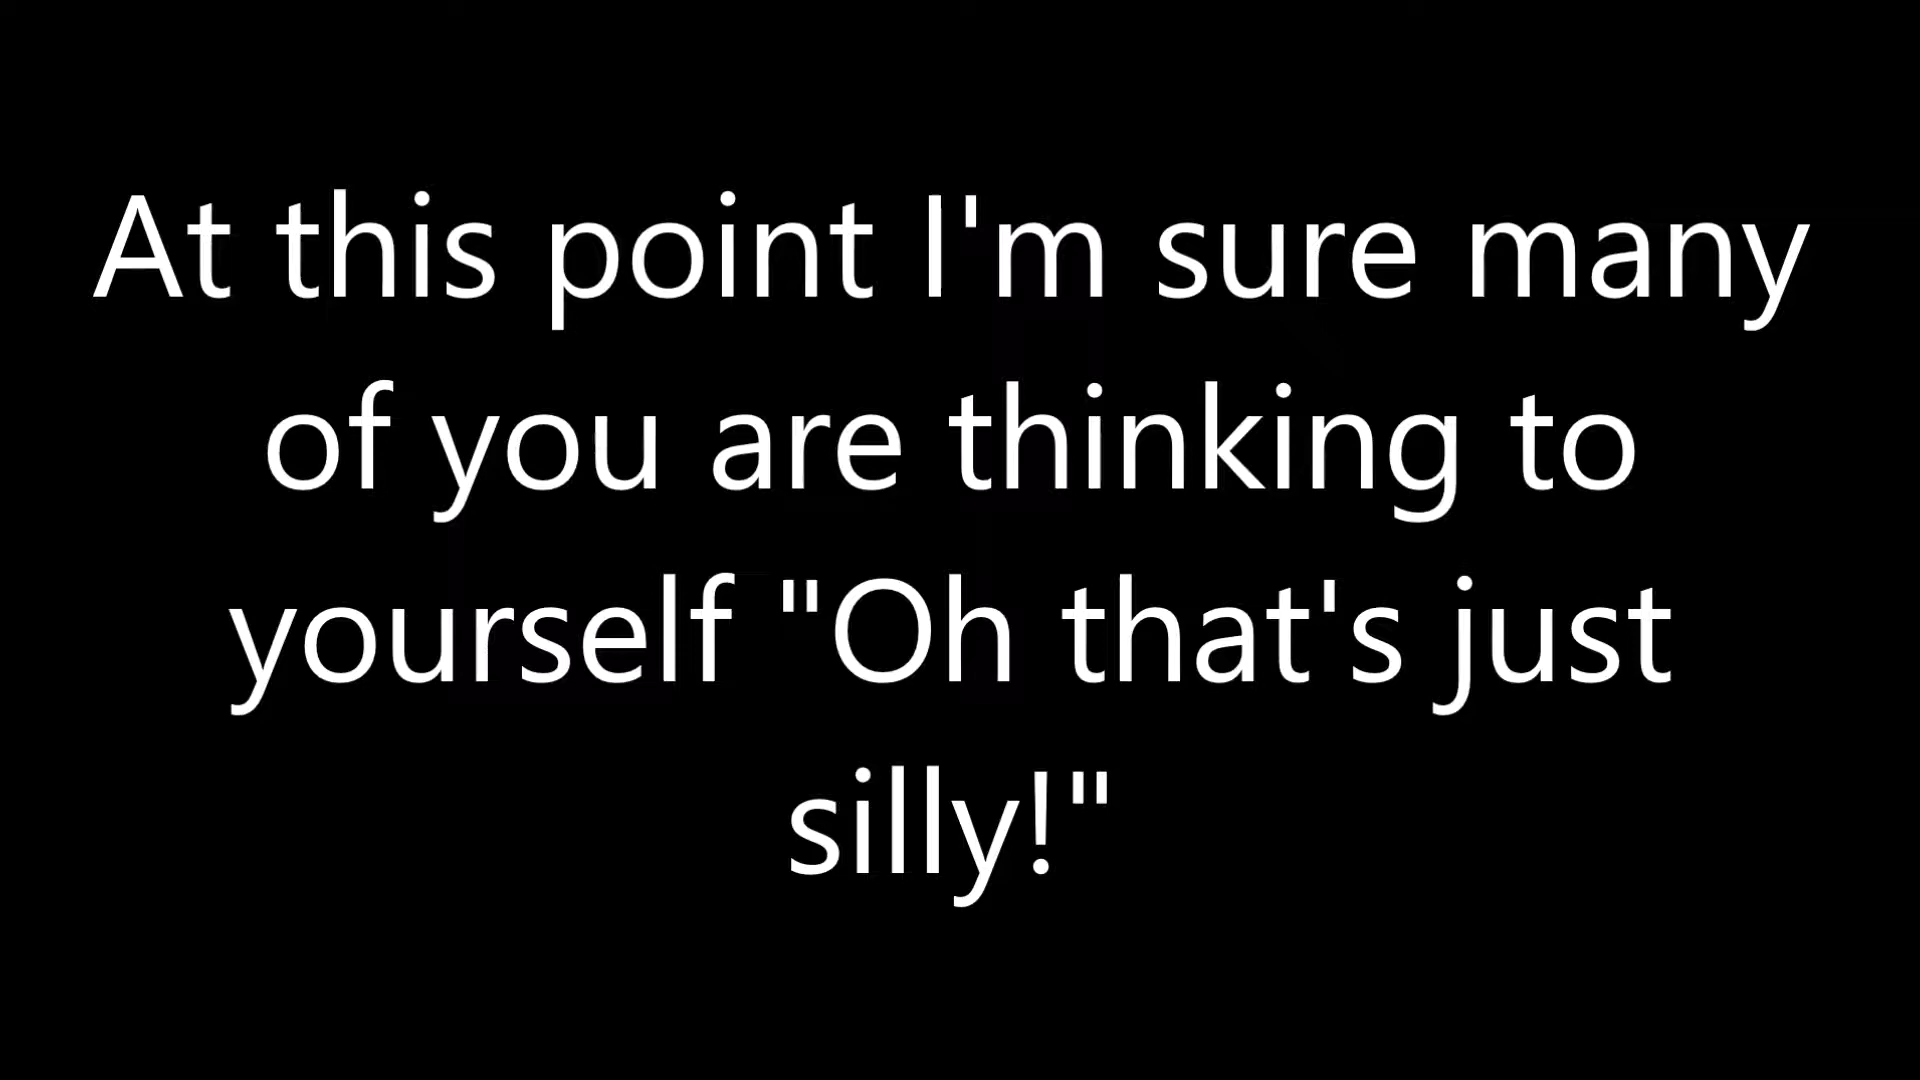 At this point I'm sure many
of you are thinking to
yourself "Oh that's just
silly!"